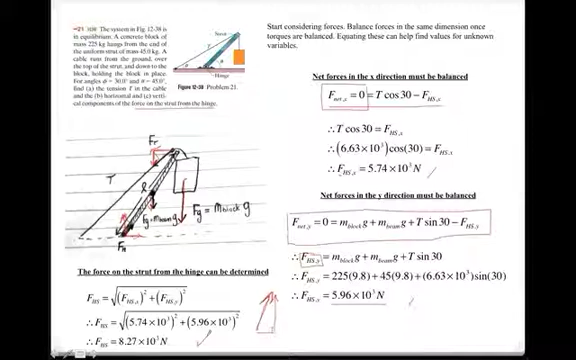 ••21 ILW The system in Fig. 12-38 is
in equilibrium. A concrete block of
mass 225 kg hangs from the end of
the uniform strut of mass 45.0 kg. A
cable runs from the ground, over
the top of the strut, and down to the
block, holding the block in place.
For angles φ = 30.0° and θ = 45.0°,
find (a) the tension T in the cable
and the (b) horizontal and (c) verti-
cal components of the force on the strut from the hinge.
Strut
T
φ
θ
Hinge
Figure 12-38 Problem 21.
Start considering forces. Balance forces in the same dimension once
torques are balanced. Equating these can help find values for unknown
variables.
Net forces in the x direction must be balanced
F_net,x = 0 = T cos 30 − F_HS,x
∴ T cos 30 = F_HS,x
∴ (6.63×10³) cos(30) = F_HS,x
∴ F_HS,x = 5.74×10³ N
Net forces in the y direction must be balanced
F_net,y = 0 = m_block g + m_beam g + T sin 30 − F_HS,y
∴ F_HS,y = m_block g + m_beam g + T sin 30
∴ F_HS,y = 225(9.8) + 45(9.8) + (6.63×10³) sin(30)
∴ F_HS,y = 5.96×10³ N
T
Fg = m_beam g
Fg = m_block g
The force on the strut from the hinge can be determined
F_HS = √((F_HS,x)² + (F_HS,y)²)
∴ F_HS = √((5.74×10³)² + (5.96×10³)²)
∴ F_HS = 8.27×10³ N